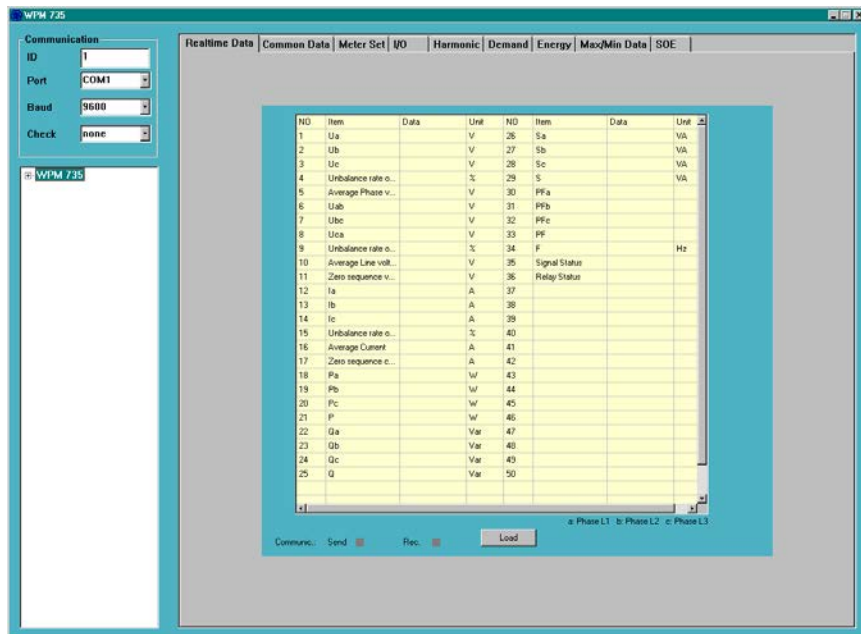 WPM 735
Communication
ID 1
Port COM1
Baud 9600
Check none
WPM 735
Realtime Data Common Data Meter Set I/O Harmonic Demand Energy Max/Min Data SOE
NO Item Data Unit NO Item Data Unit
1 Ua V 26 Sa VA
2 Ub V 27 Sb VA
3 Uc V 28 Sc VA
4 Unbalance rate o... % 29 S VA
5 Average Phase v... V 30 PFa
6 Uab V 31 PFb
7 Ubc V 32 PFc
8 Uca V 33 PF
9 Unbalance rate o... % 34 F Hz
10 Average Line volt... V 35 Signal Status
11 Zero sequence v... V 36 Relay Status
12 Ia A 37
13 Ib A 38
14 Ic A 39
15 Unbalance rate o... % 40
16 Average Current A 41
17 Zero sequence c... A 42
18 Pa W 43
19 Pb W 44
20 Pc W 45
21 P W 46
22 Qa Var 47
23 Qb Var 48
24 Qc Var 49
25 Q Var 50
a: Phase L1 b: Phase L2 c: Phase L3
Communic.: Send Rec. Load